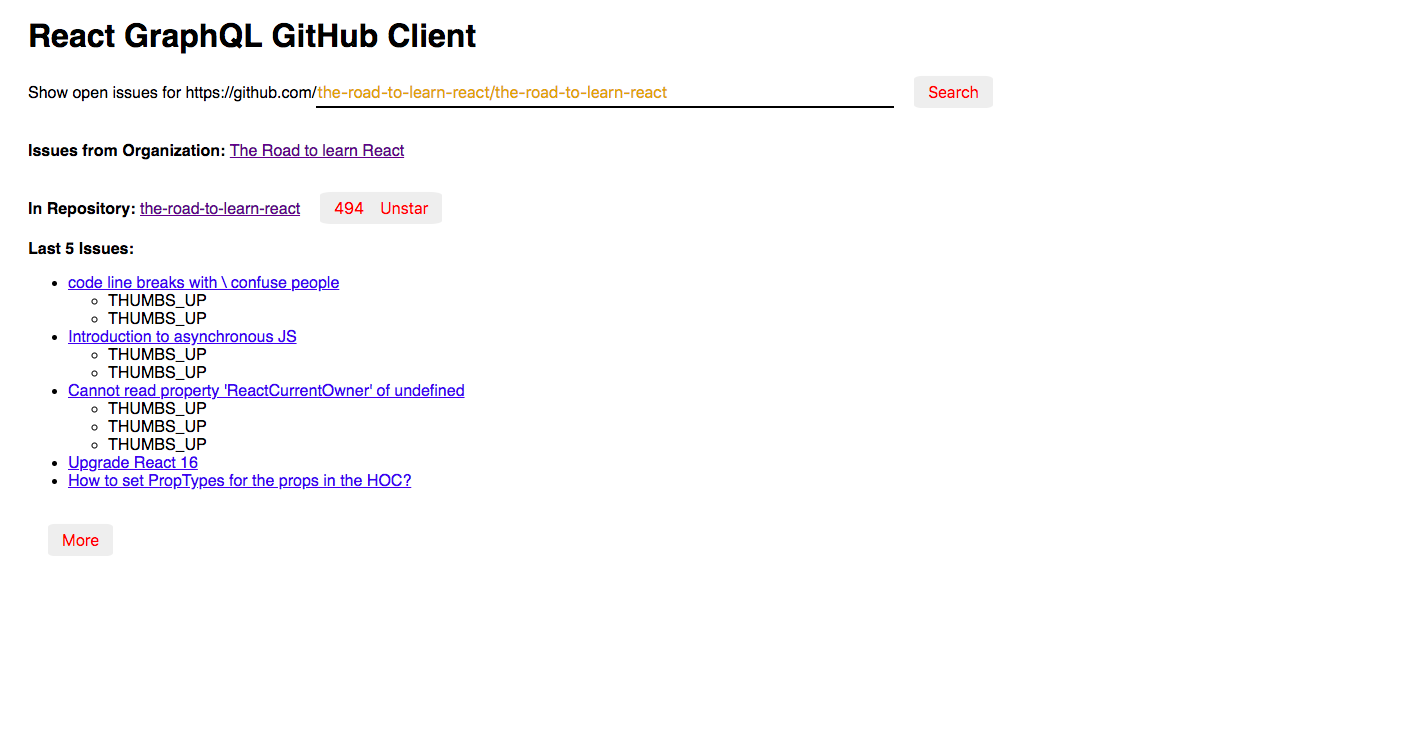 React GraphQL GitHub Client
Show open issues for https://github.com/the-road-to-learn-react/the-road-to-learn-react Search
Issues from Organization: The Road to learn React
In Repository: the-road-to-learn-react 494 Unstar
Last 5 Issues:
code line breaks with \ confuse people
THUMBS_UP
THUMBS_UP
Introduction to asynchronous JS
THUMBS_UP
THUMBS_UP
Cannot read property 'ReactCurrentOwner' of undefined
THUMBS_UP
THUMBS_UP
THUMBS_UP
Upgrade React 16
How to set PropTypes for the props in the HOC?
More